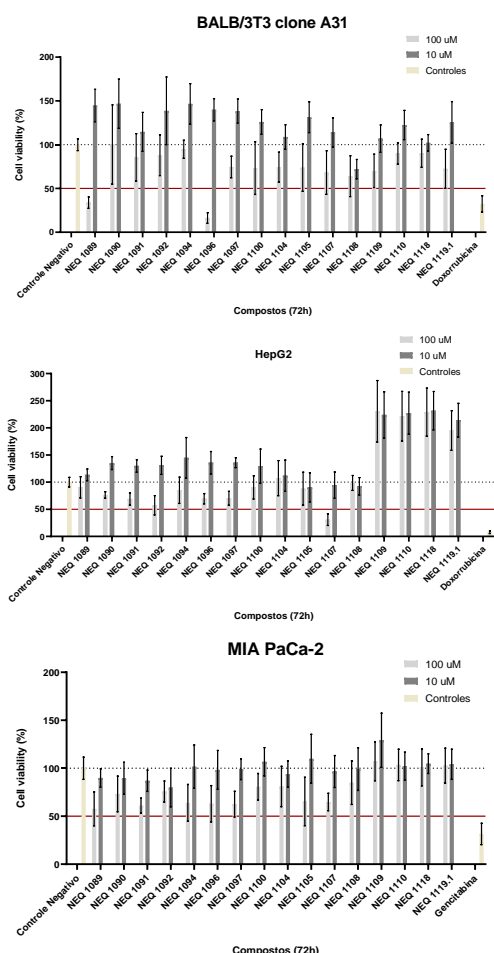 BALB/3T3 clone A31
100 uM
10 uM
Controles
Cell viability (%)
200
150
100
50
0
Controle Negativo
NEQ 1089
NEQ 1090
NEQ 1091
NEQ 1092
NEQ 1094
NEQ 1096
NEQ 1097
NEQ 1100
NEQ 1104
NEQ 1105
NEQ 1107
NEQ 1108
NEQ 1109
NEQ 1110
NEQ 1118
NEQ 1119.1
Doxorrubicina
Compostos (72h)
HepG2
100 uM
10 uM
Controles
Cell viability (%)
300
250
200
150
100
50
0
Controle Negativo
NEQ 1089
NEQ 1090
NEQ 1091
NEQ 1092
NEQ 1094
NEQ 1096
NEQ 1097
NEQ 1100
NEQ 1104
NEQ 1105
NEQ 1107
NEQ 1108
NEQ 1109
NEQ 1110
NEQ 1118
NEQ 1119.1
Doxorrubicina
Compostos (72h)
MIA PaCa-2
100 uM
10 uM
Controles
Cell viability (%)
200
150
100
50
0
Controle Negativo
NEQ 1089
NEQ 1090
NEQ 1091
NEQ 1092
NEQ 1094
NEQ 1096
NEQ 1097
NEQ 1100
NEQ 1104
NEQ 1105
NEQ 1107
NEQ 1108
NEQ 1109
NEQ 1110
NEQ 1118
NEQ 1119.1
Gencitabina
Compostos (72h)